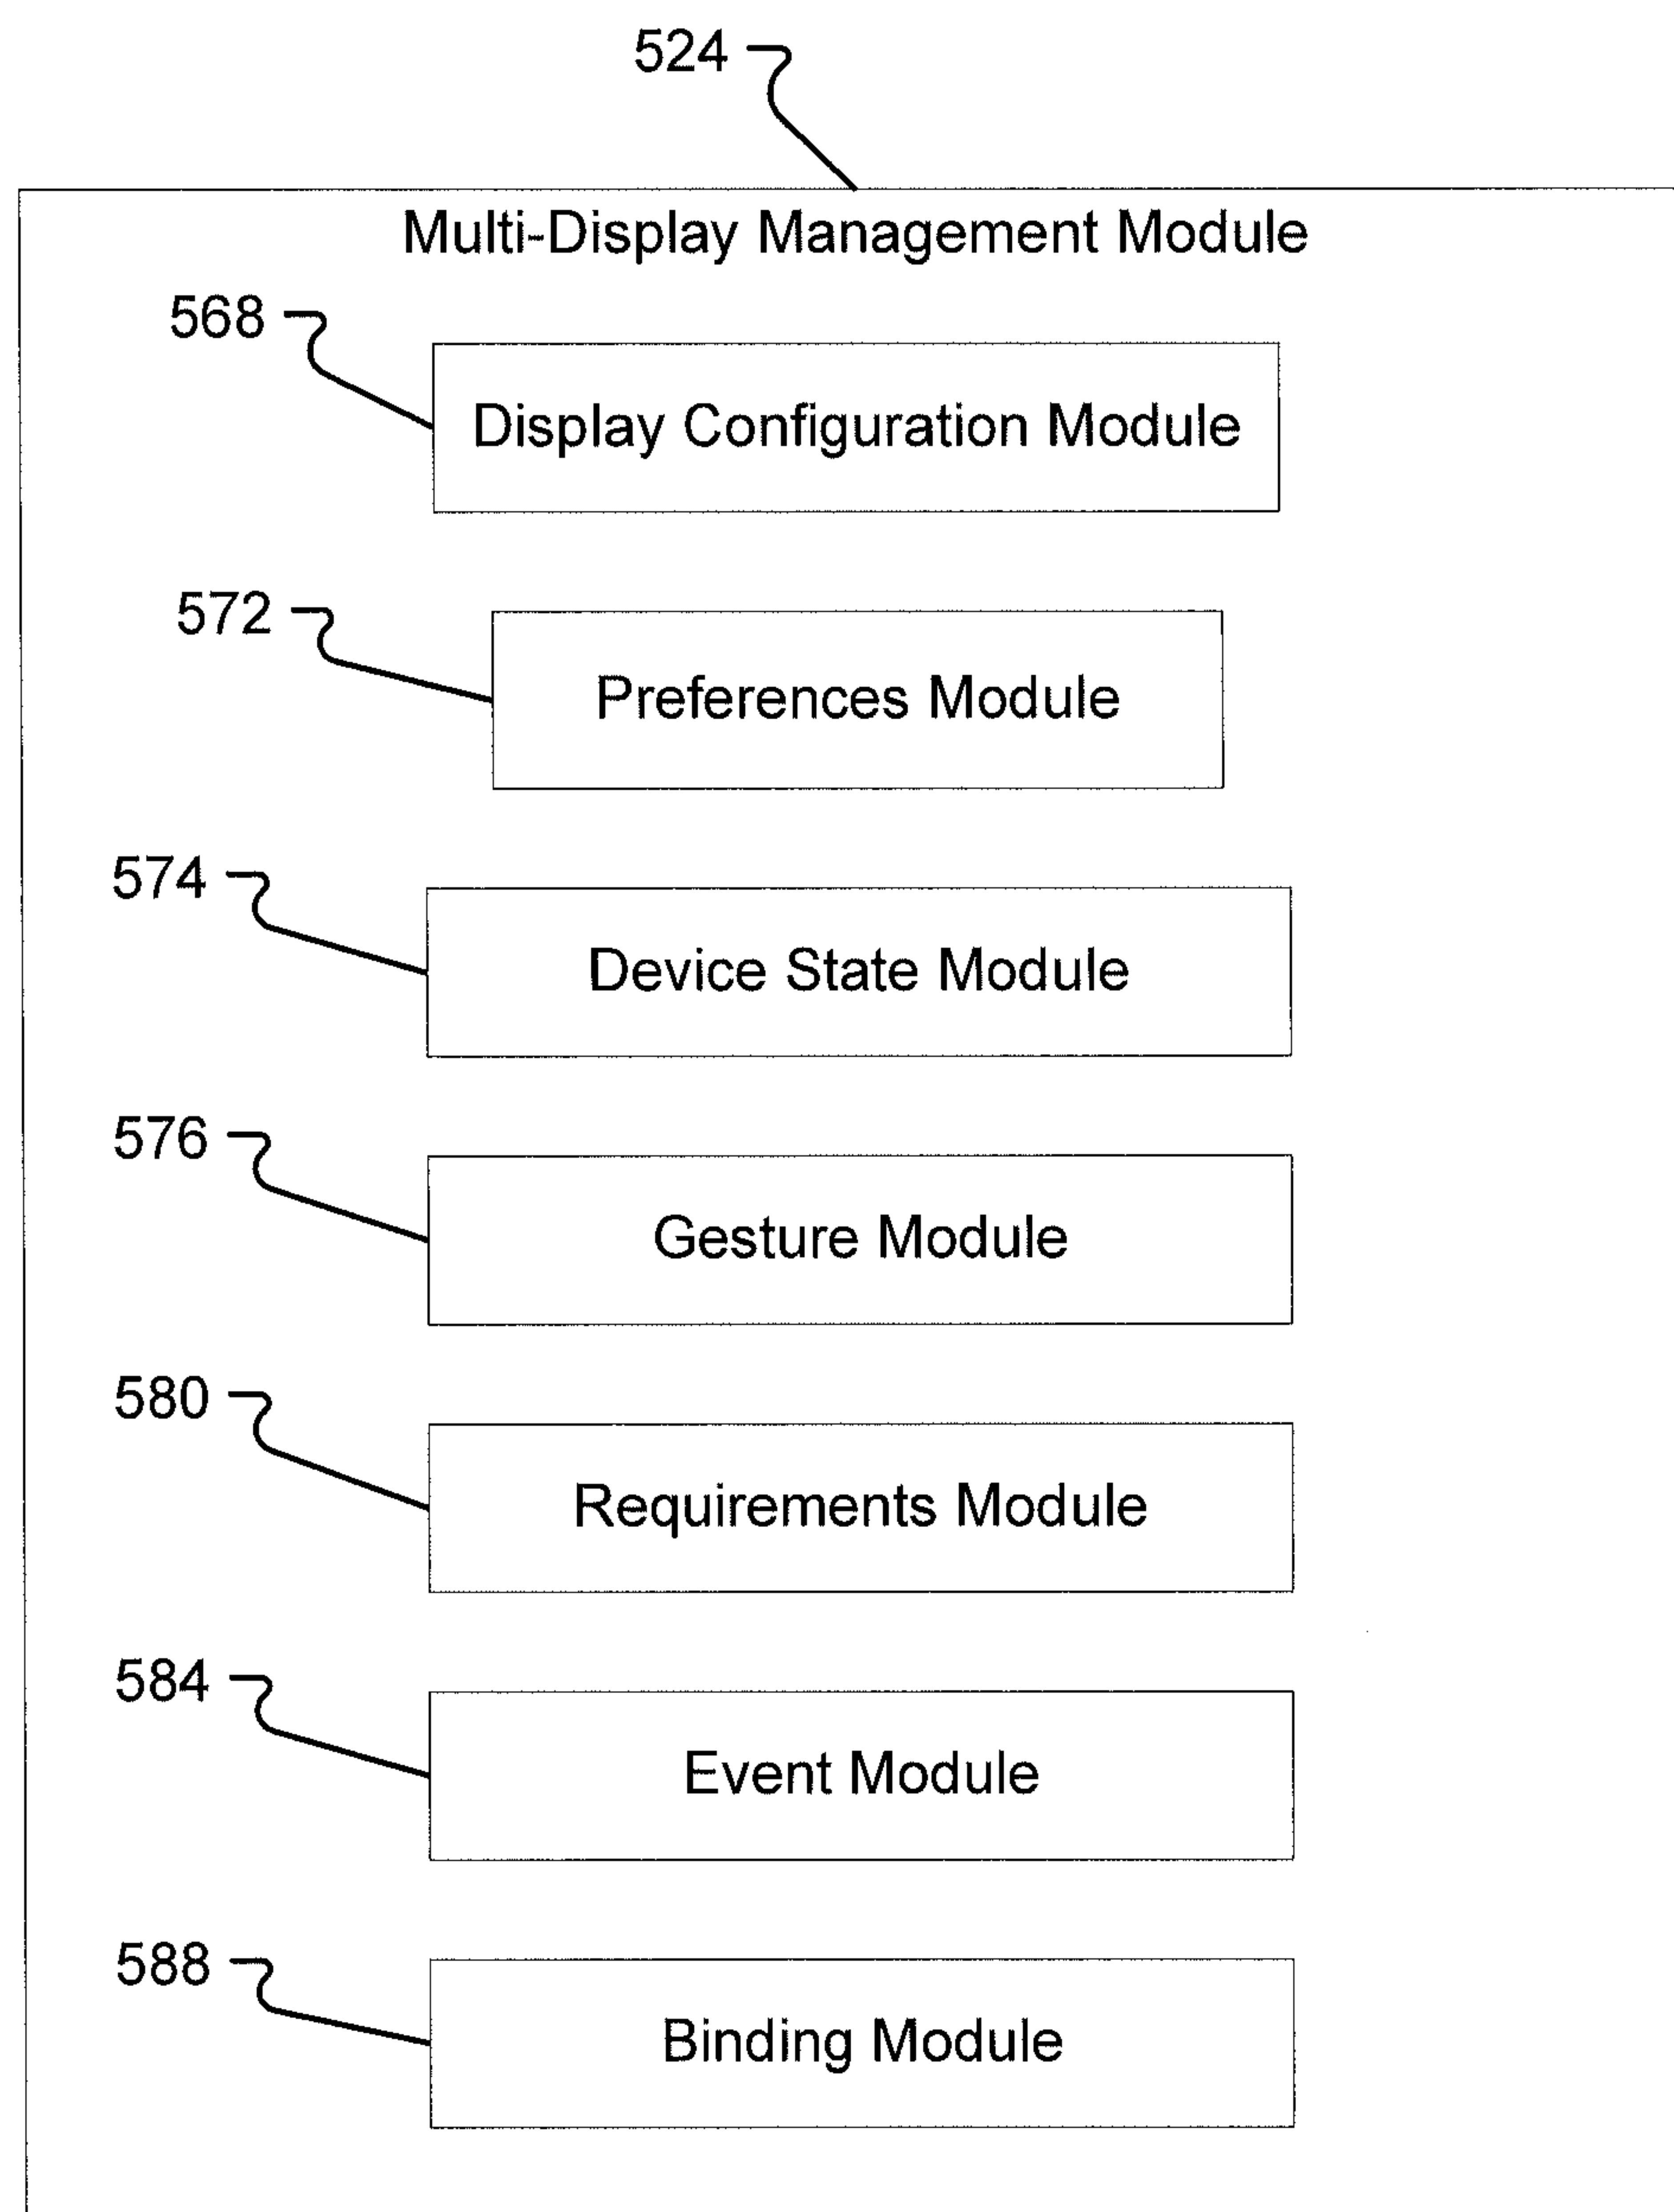 524
Multi-Display Management Module
568
Display Configuration Module
572
Preferences Module
574
Device State Module
576
Gesture Module
580
Requirements Module
584
Event Module
588
Binding Module